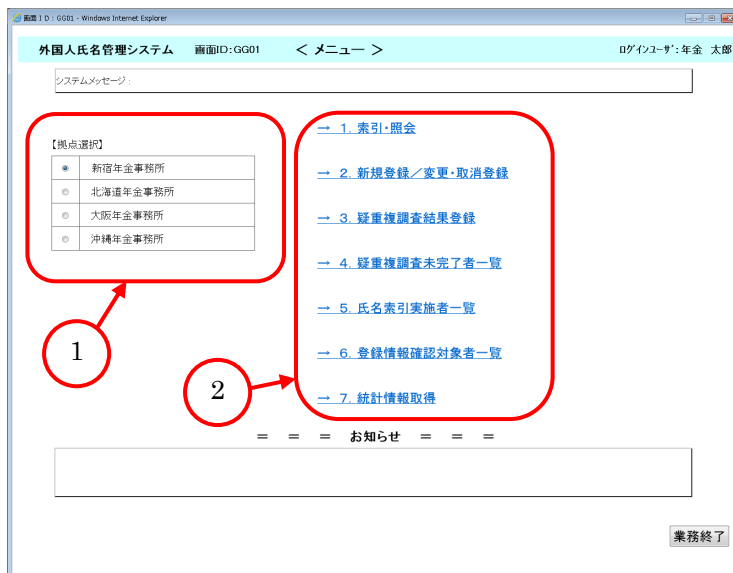 画面ＩＤ：GG01 - Windows Internet Explorer
外国人氏名管理システム 画面ID:GG01 ＜ メニュー ＞ ﾛｸﾞｲﾝﾕｰｻﾞ:年金 太郎
システムメッセージ：
【拠点選択】
新宿年金事務所
北海道年金事務所
大阪年金事務所
沖縄年金事務所
1
→ 1. 索引・照会
→ 2. 新規登録／変更・取消登録
→ 3. 疑重複調査結果登録
→ 4. 疑重複調査未完了者一覧
→ 5. 氏名索引実施者一覧
→ 6. 登録情報確認対象者一覧
→ 7. 統計情報取得
2
＝ ＝ ＝ お知らせ ＝ ＝ ＝
業務終了